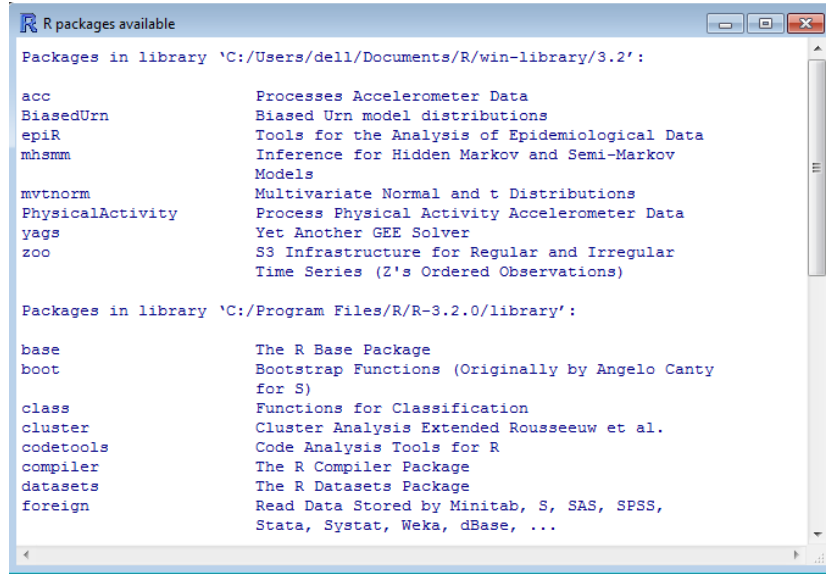 R packages available
Packages in library ‘C:/Users/dell/Documents/R/win-library/3.2’:
acc Processes Accelerometer Data
BiasedUrn Biased Urn model distributions
epiR Tools for the Analysis of Epidemiological Data
mhsmm Inference for Hidden Markov and Semi-Markov
Models
mvtnorm Multivariate Normal and t Distributions
PhysicalActivity Process Physical Activity Accelerometer Data
yags Yet Another GEE Solver
zoo S3 Infrastructure for Regular and Irregular
Time Series (Z's Ordered Observations)
Packages in library ‘C:/Program Files/R/R-3.2.0/library’:
base The R Base Package
boot Bootstrap Functions (Originally by Angelo Canty
for S)
class Functions for Classification
cluster Cluster Analysis Extended Rousseeuw et al.
codetools Code Analysis Tools for R
compiler The R Compiler Package
datasets The R Datasets Package
foreign Read Data Stored by Minitab, S, SAS, SPSS,
Stata, Systat, Weka, dBase, ...